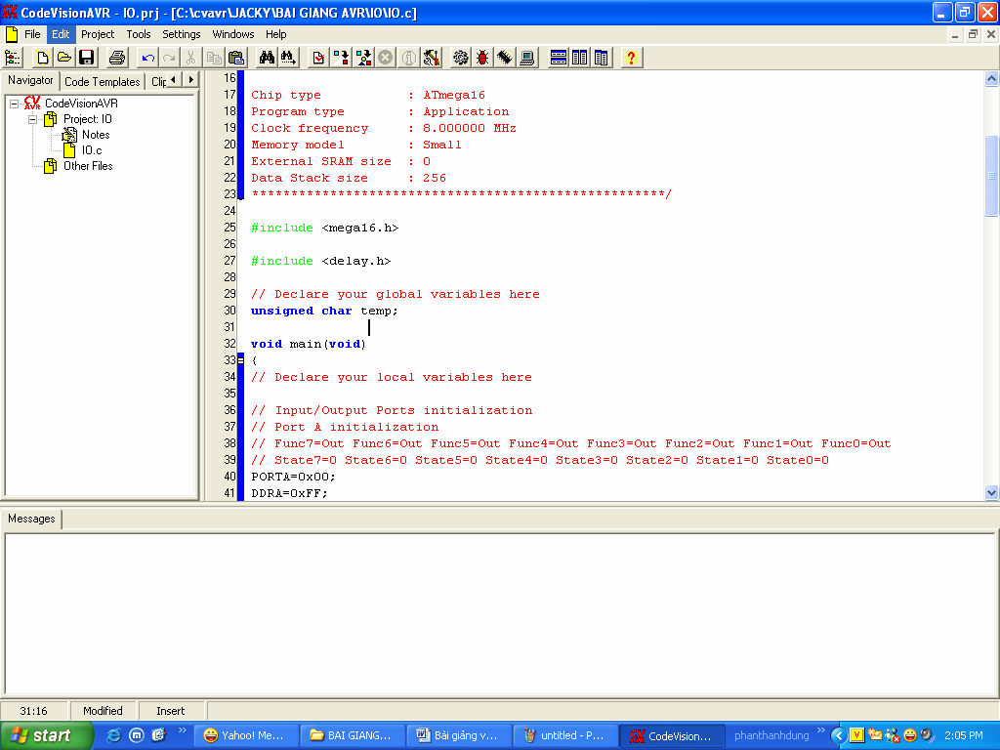 CodeVisionAVR - IO.prj - [C:\cvavr\JACKY\BAI GIANG AVR\IO\IO.c]
File Edit Project Tools Settings Windows Help
Navigator Code Templates Clip
CodeVisionAVR
Project: IO
Notes
IO.c
Other Files
16
17 Chip type : ATmega16
18 Program type : Application
19 Clock frequency : 8.000000 MHz
20 Memory model : Small
21 External SRAM size : 0
22 Data Stack size : 256
23 *****************************************************/
24
25 #include <mega16.h>
26
27 #include <delay.h>
28
29 // Declare your global variables here
30 unsigned char temp;
31
32 void main(void)
33 {
34 // Declare your local variables here
35
36 // Input/Output Ports initialization
37 // Port A initialization
38 // Func7=Out Func6=Out Func5=Out Func4=Out Func3=Out Func2=Out Func1=Out Func0=Out
39 // State7=0 State6=0 State5=0 State4=0 State3=0 State2=0 State1=0 State0=0
40 PORTA=0x00;
41 DDRA=0xFF;
Messages
31:16 Modified Insert
start Yahoo! Me... BAI GIANG... Bài giảng v... untitled - P... CodeVision... phanthanhdung 2:05 PM